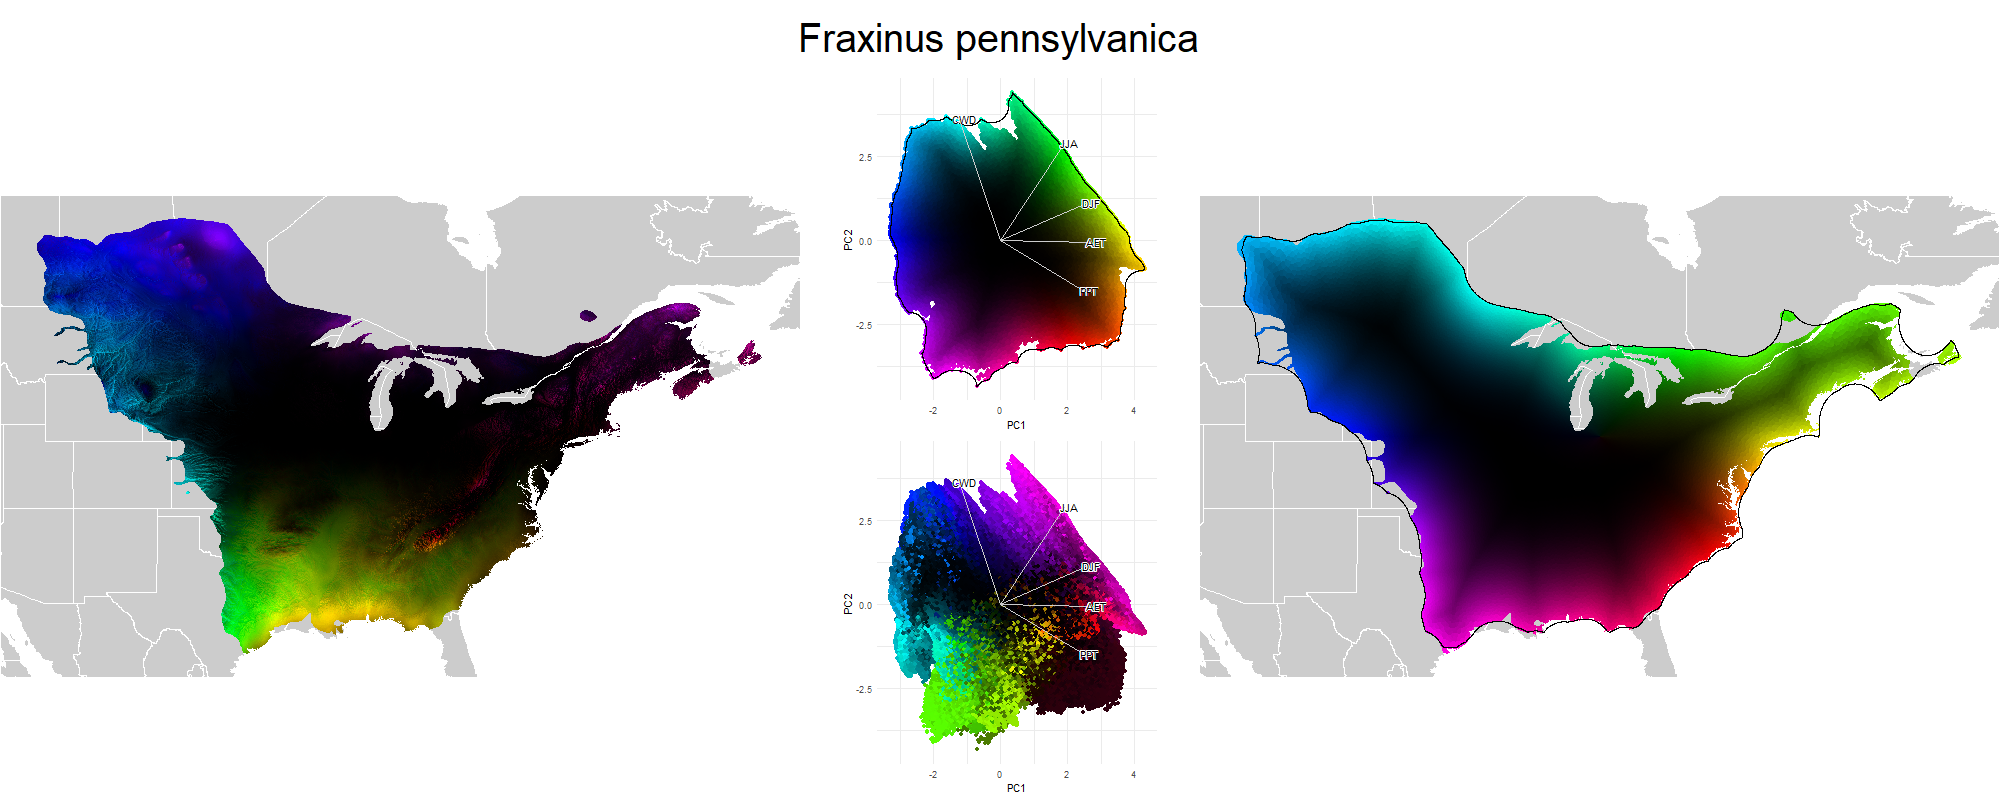 Fraxinus pennsylvanica
CWD
JJA
2.5
DJF
PC2
0.0
AET
PPT
-2.5
-2
0
2
4
PC1
CWD
JJA
2.5
DJF
PC2
0.0
AET
PPT
-2.5
-2
0
2
4
PC1